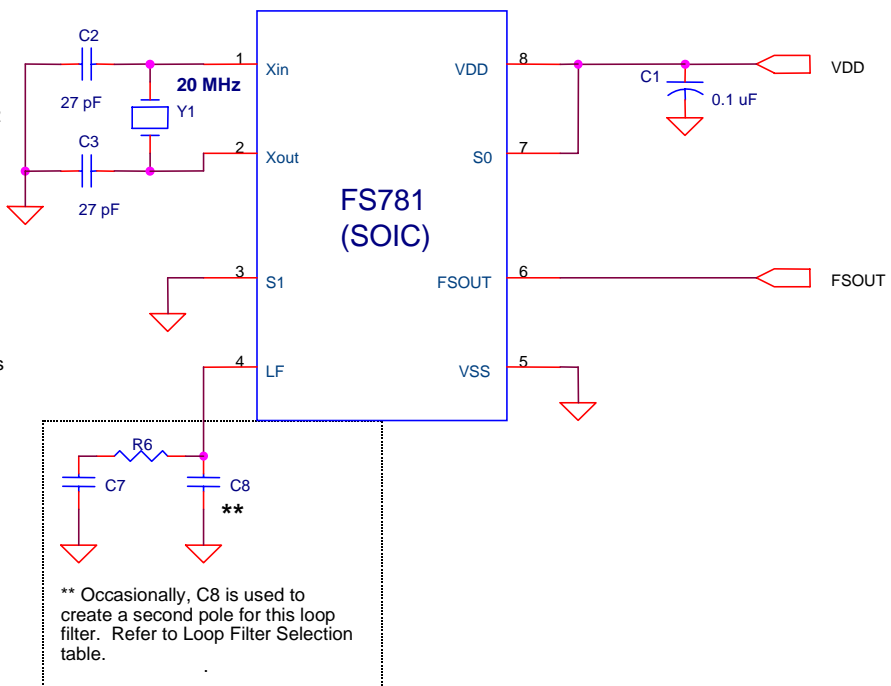 C2
27 pF
C3
27 pF
20 MHz
Y1
1
Xin
2
Xout
3
S1
4
LF
FS781
(SOIC)
8
VDD
7
S0
6
FSOUT
5
VSS
C1
0.1 uF
VDD
FSOUT
s
R6
C7
C8
**
** Occasionally, C8 is used to
create a second pole for this loop
filter. Refer to Loop Filter Selection
table.
.